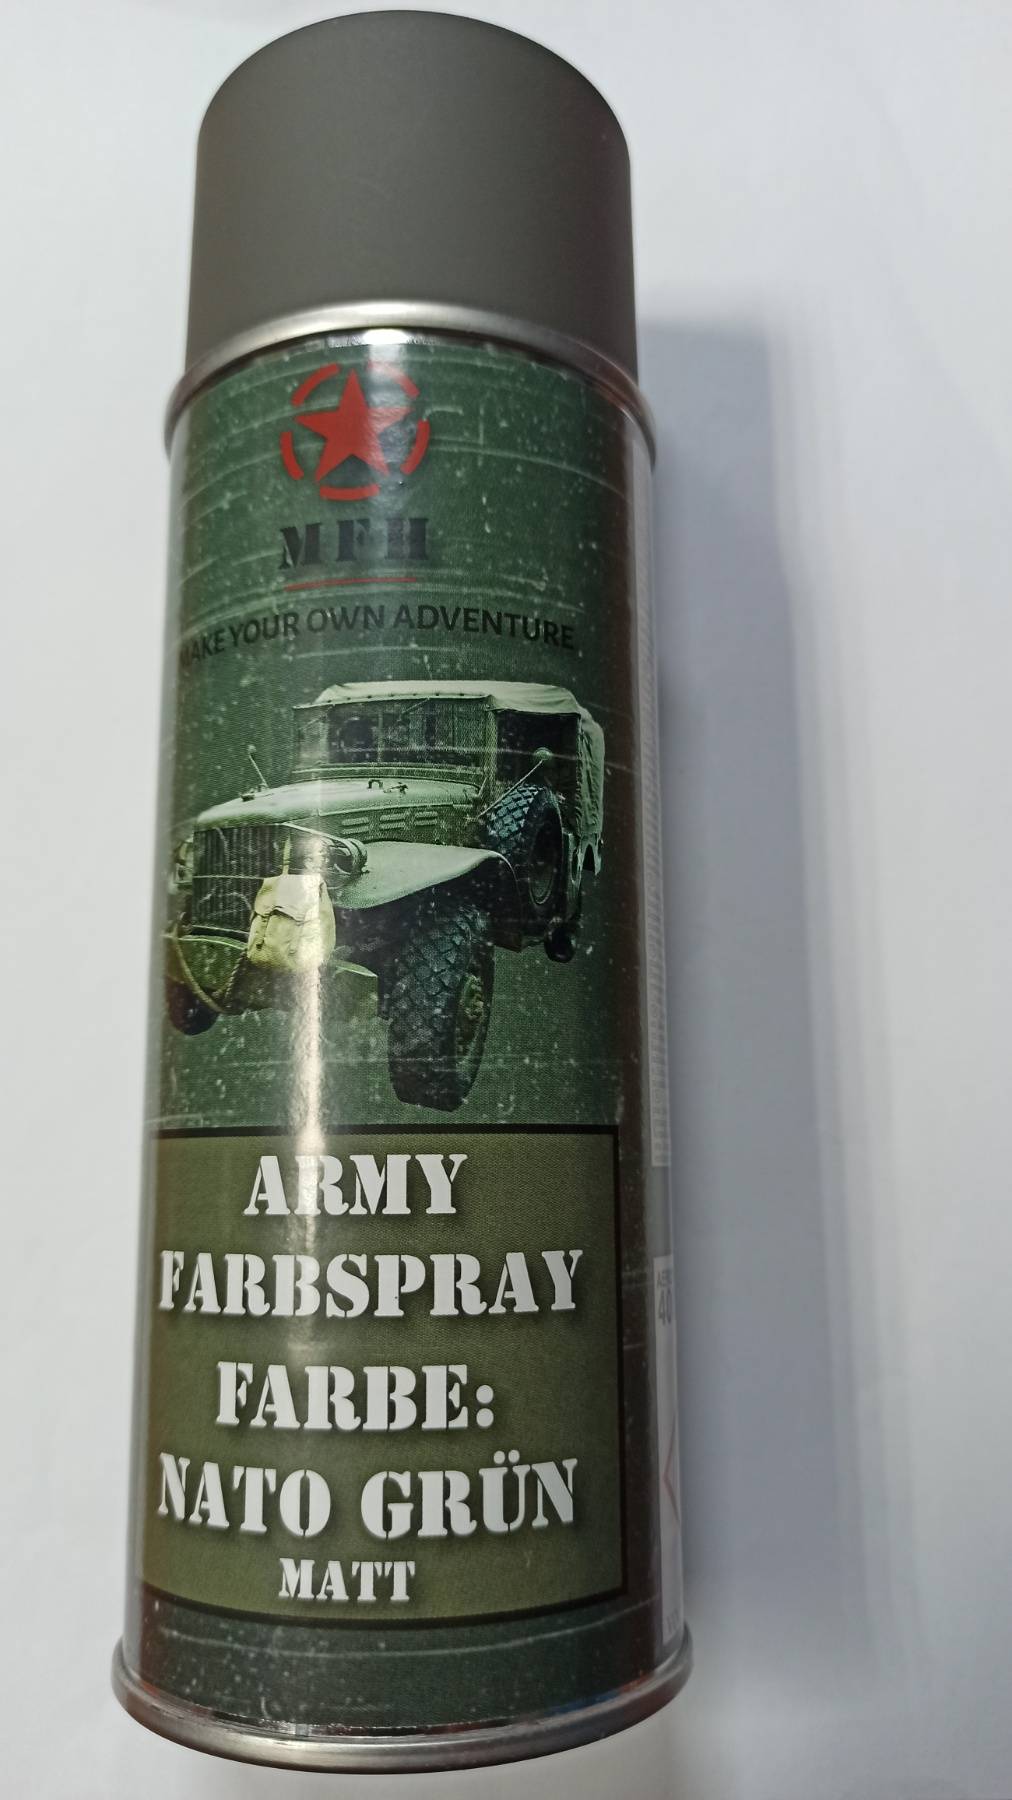 MFH
MAKE YOUR OWN ADVENTURE
ARMY
FARBSPRAY
FARBE:
NATO GRÜN
MATT